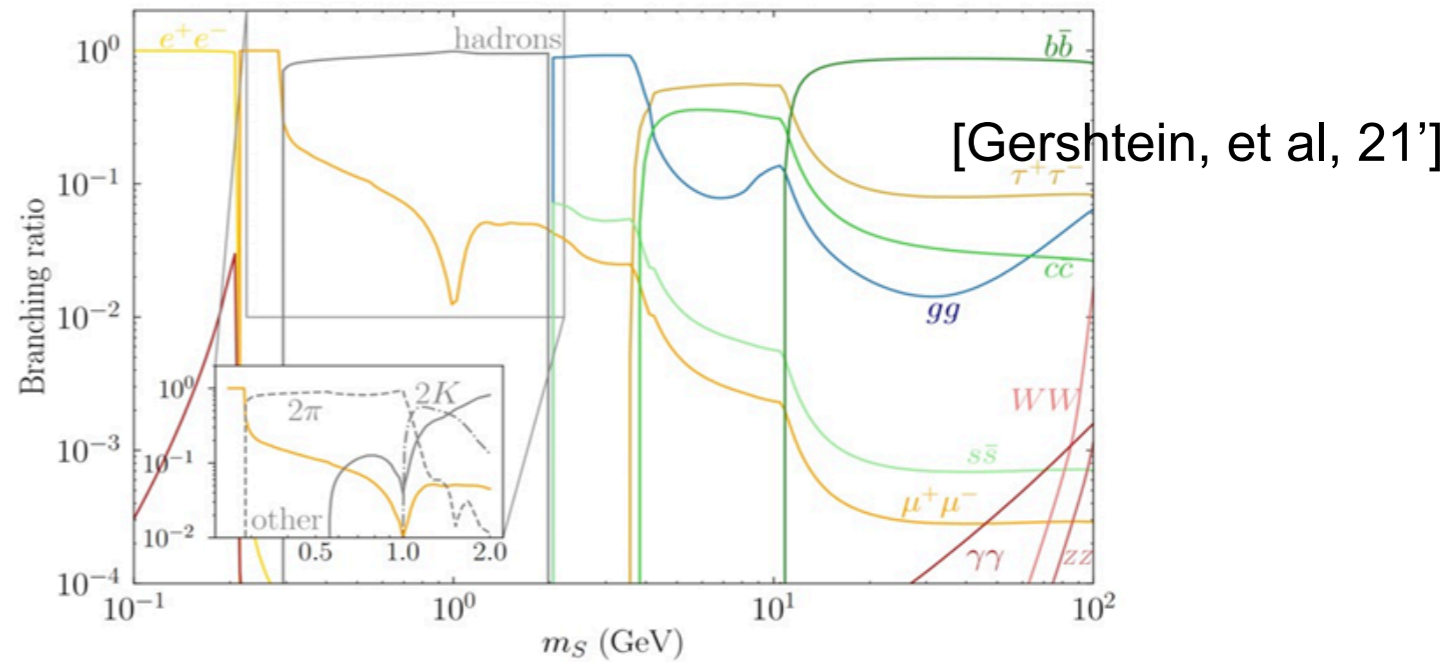 e⁺e⁻
hadrons
bb̄
[Gershtein, et al, 21']
τ⁺τ⁻
cc̄
gg
WW
ss̄
μ⁺μ⁻
γγ
zz
10⁰
10⁻¹
10⁻²
10⁻³
10⁻⁴
Branching ratio
10⁰
10⁻¹
10⁻²
2π
2K
other
0.5 1.0 2.0
10⁻¹ 10⁰ 10¹ 10²
m_S (GeV)